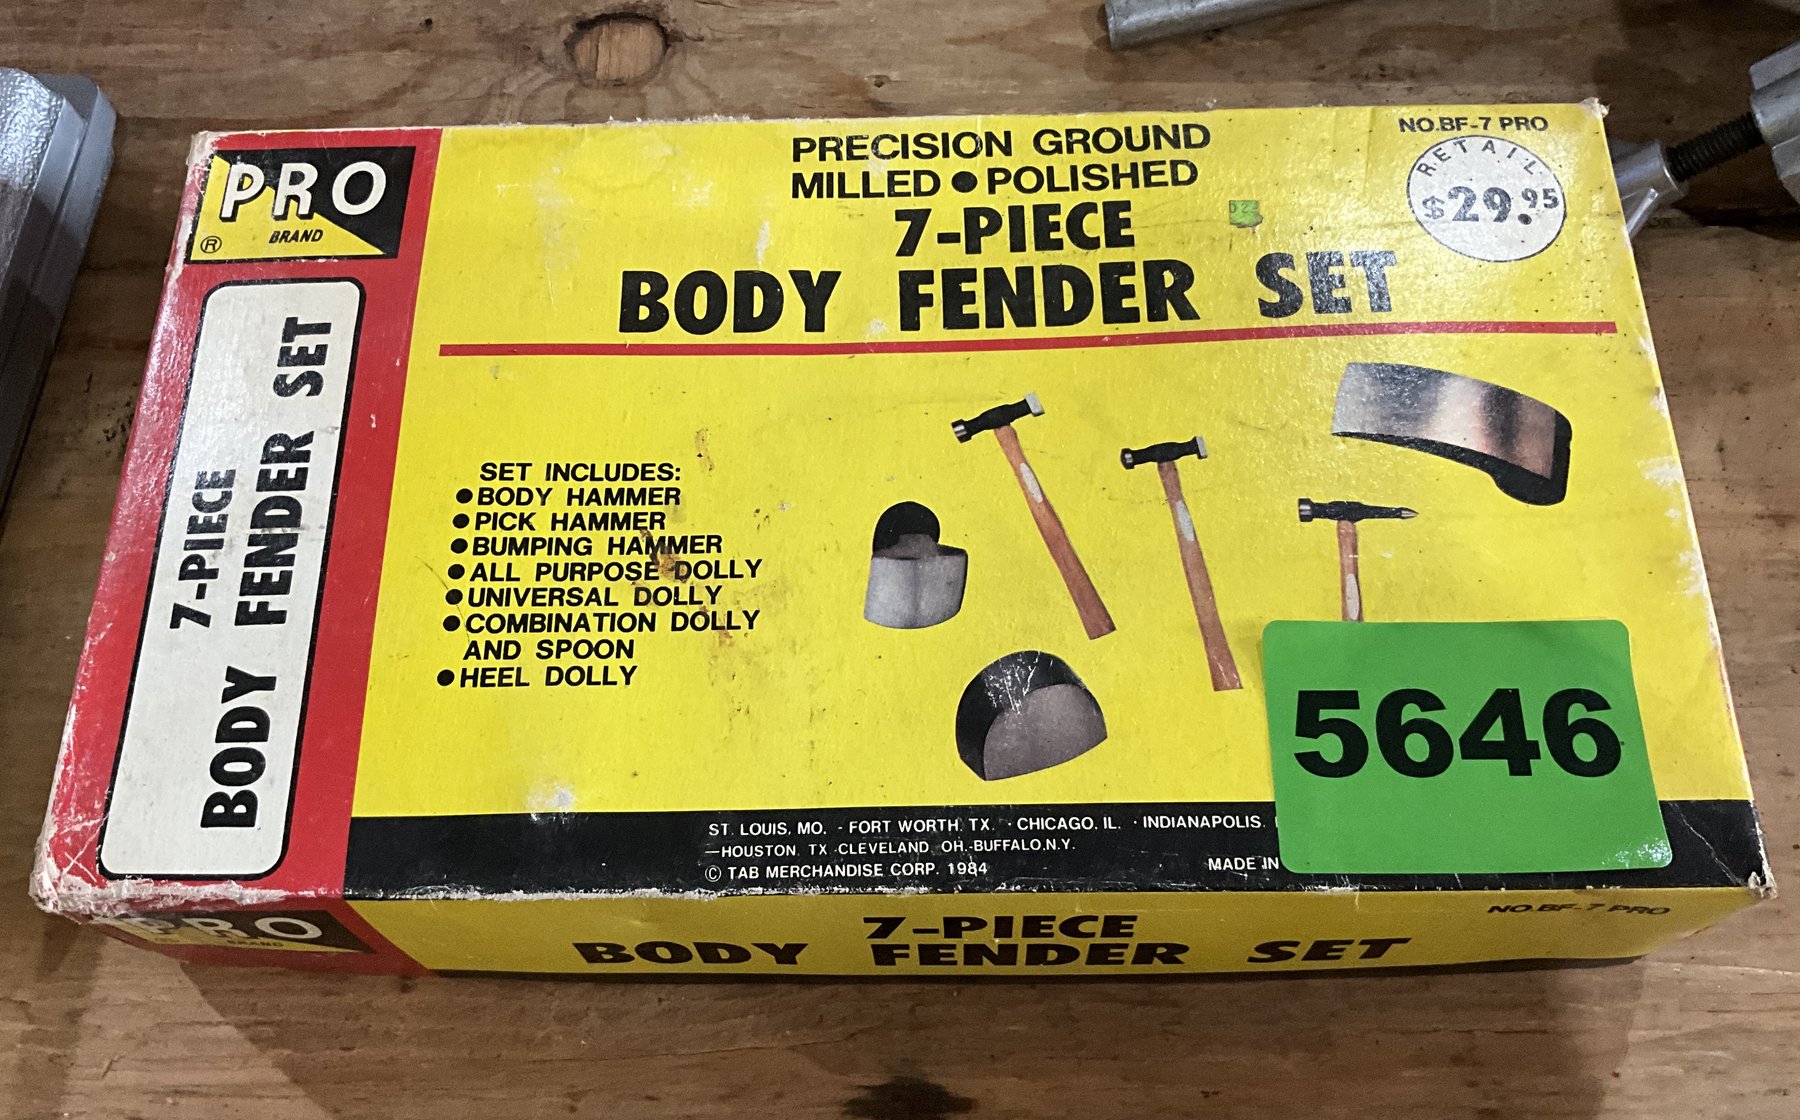 PRO
® BRAND
7-PIECE
BODY FENDER SET
PRECISION GROUND
MILLED ● POLISHED
7-PIECE
BODY FENDER SET
NO.BF-7 PRO
RETAIL
$29.95
SET INCLUDES:
● BODY HAMMER
● PICK HAMMER
● BUMPING HAMMER
● ALL PURPOSE DOLLY
● UNIVERSAL DOLLY
● COMBINATION DOLLY
AND SPOON
● HEEL DOLLY
5646
ST. LOUIS, MO. - FORT WORTH, TX. · CHICAGO, IL. · INDIANAPOLIS.
—HOUSTON, TX -CLEVELAND, OH.-BUFFALO,N.Y.
© TAB MERCHANDISE CORP. 1984
MADE IN
PRO
BRAND
7-PIECE
BODY FENDER SET
NO.BF-7 PRO